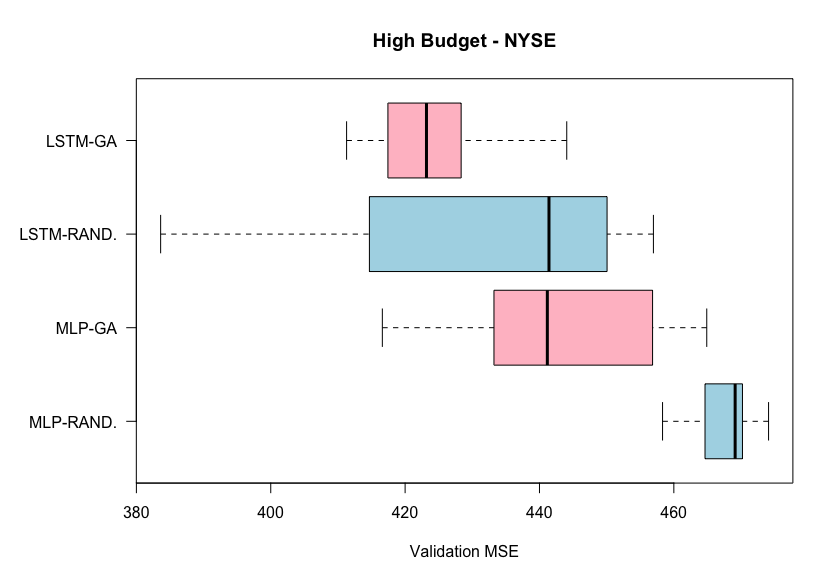 High Budget - NYSE
LSTM-GA
LSTM-RAND.
MLP-GA
MLP-RAND.
380 400 420 440 460
Validation MSE